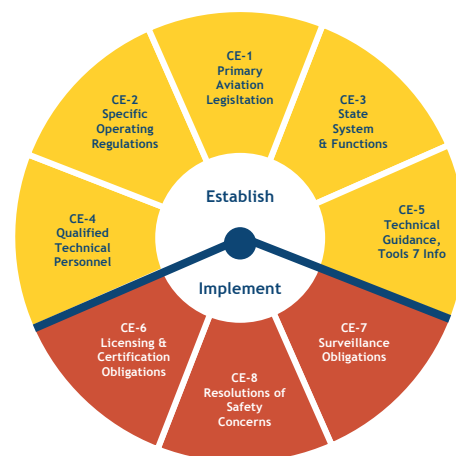 CE-1
Primary
Aviation
Legisltation
CE-2
Specific
Operating
Regulations
CE-3
State
System
& Functions
Establish
CE-4
Qualified
Technical
Personnel
CE-5
Technical
Guidance,
Tools 7 Info
Implement
CE-6
Licensing &
Certification
Obligations
CE-7
Surveillance
Obligations
CE-8
Resolutions of
Safety
Concerns